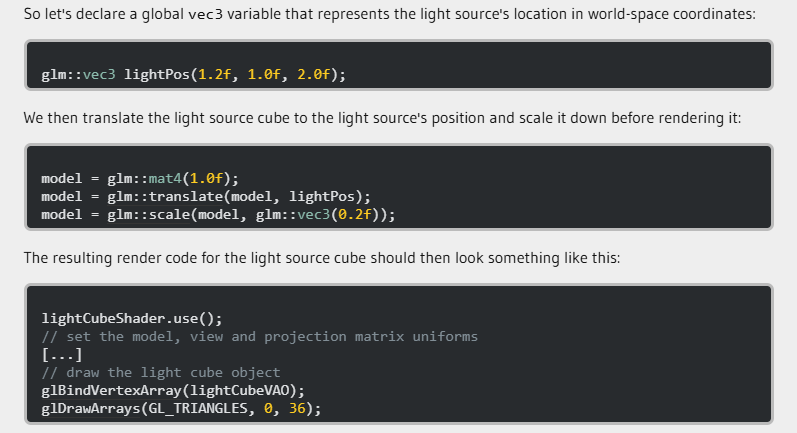 So let's declare a global vec3 variable that represents the light source's location in world-space coordinates:
glm::vec3 lightPos(1.2f, 1.0f, 2.0f);
We then translate the light source cube to the light source's position and scale it down before rendering it:
model = glm::mat4(1.0f);
model = glm::translate(model, lightPos);
model = glm::scale(model, glm::vec3(0.2f));
The resulting render code for the light source cube should then look something like this:
lightCubeShader.use();
// set the model, view and projection matrix uniforms
[...]
// draw the light cube object
glBindVertexArray(lightCubeVAO);
glDrawArrays(GL_TRIANGLES, 0, 36);